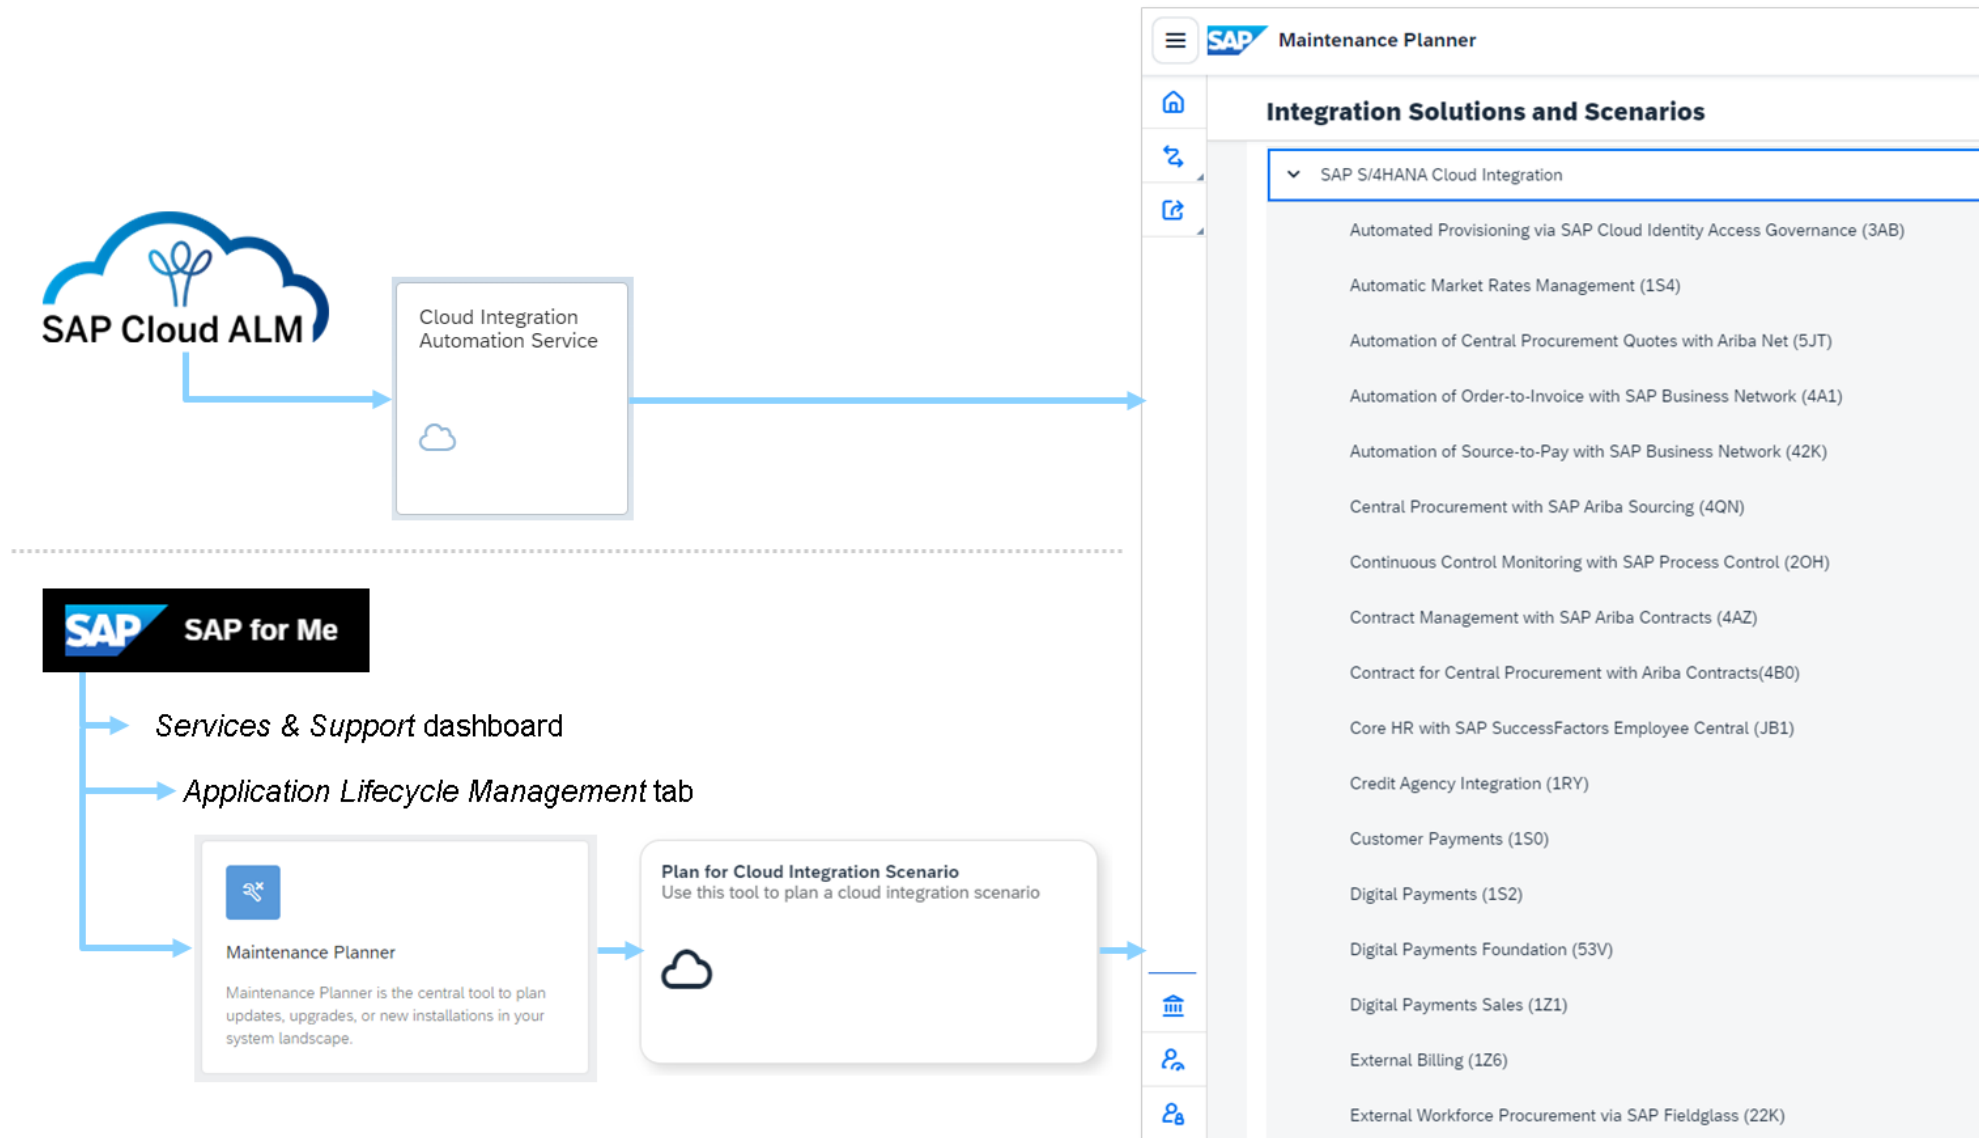 SAP Cloud ALM
Cloud Integration
Automation Service
SAP SAP for Me
Services & Support dashboard
Application Lifecycle Management tab
Maintenance Planner
Maintenance Planner is the central tool to plan
updates, upgrades, or new installations in your
system landscape.
Plan for Cloud Integration Scenario
Use this tool to plan a cloud integration scenario
SAP Maintenance Planner
Integration Solutions and Scenarios
SAP S/4HANA Cloud Integration
Automated Provisioning via SAP Cloud Identity Access Governance (3AB)
Automatic Market Rates Management (1S4)
Automation of Central Procurement Quotes with Ariba Net (5JT)
Automation of Order-to-Invoice with SAP Business Network (4A1)
Automation of Source-to-Pay with SAP Business Network (42K)
Central Procurement with SAP Ariba Sourcing (4QN)
Continuous Control Monitoring with SAP Process Control (2OH)
Contract Management with SAP Ariba Contracts (4AZ)
Contract for Central Procurement with Ariba Contracts(4B0)
Core HR with SAP SuccessFactors Employee Central (JB1)
Credit Agency Integration (1RY)
Customer Payments (1S0)
Digital Payments (1S2)
Digital Payments Foundation (53V)
Digital Payments Sales (1Z1)
External Billing (1Z6)
External Workforce Procurement via SAP Fieldglass (22K)